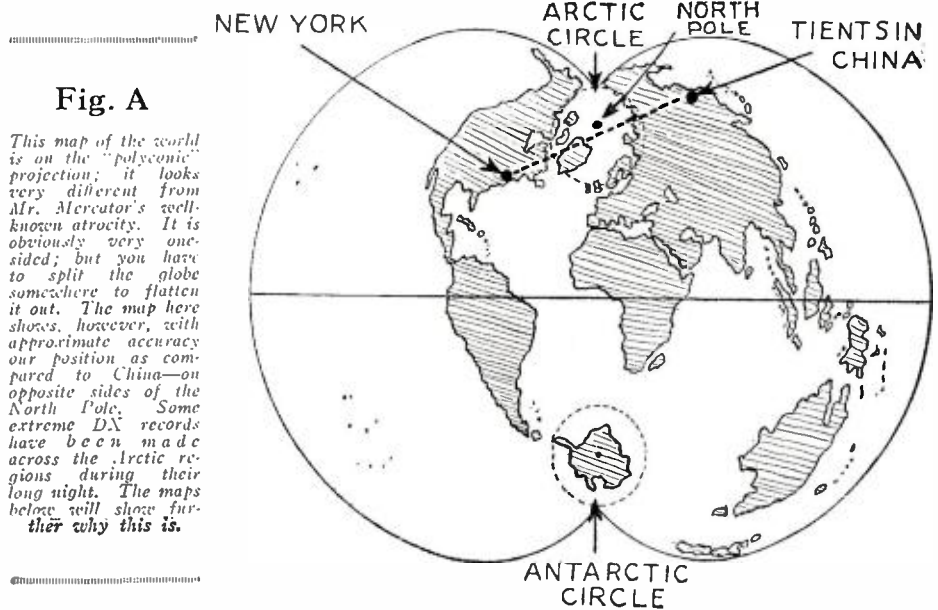 NEW YORK
ARCTIC
CIRCLE
NORTH
POLE
TIENTSIN
CHINA
Fig. A
This map of the world
is on the "polyconic"
projection; it looks
very different from
Mr. Mercator's well-
known atrocity. It is
obviously very one-
sided; but you have
to split the globe
somewhere to flatten
it out. The map here
shows, however, with
approximate accuracy
our position as com-
pared to China—on
opposite sides of the
North Pole. Some
extreme DX records
have been made
across the Arctic re-
gions during their
long night. The maps
below will show fur-
ther why this is.
ANTARCTIC
CIRCLE